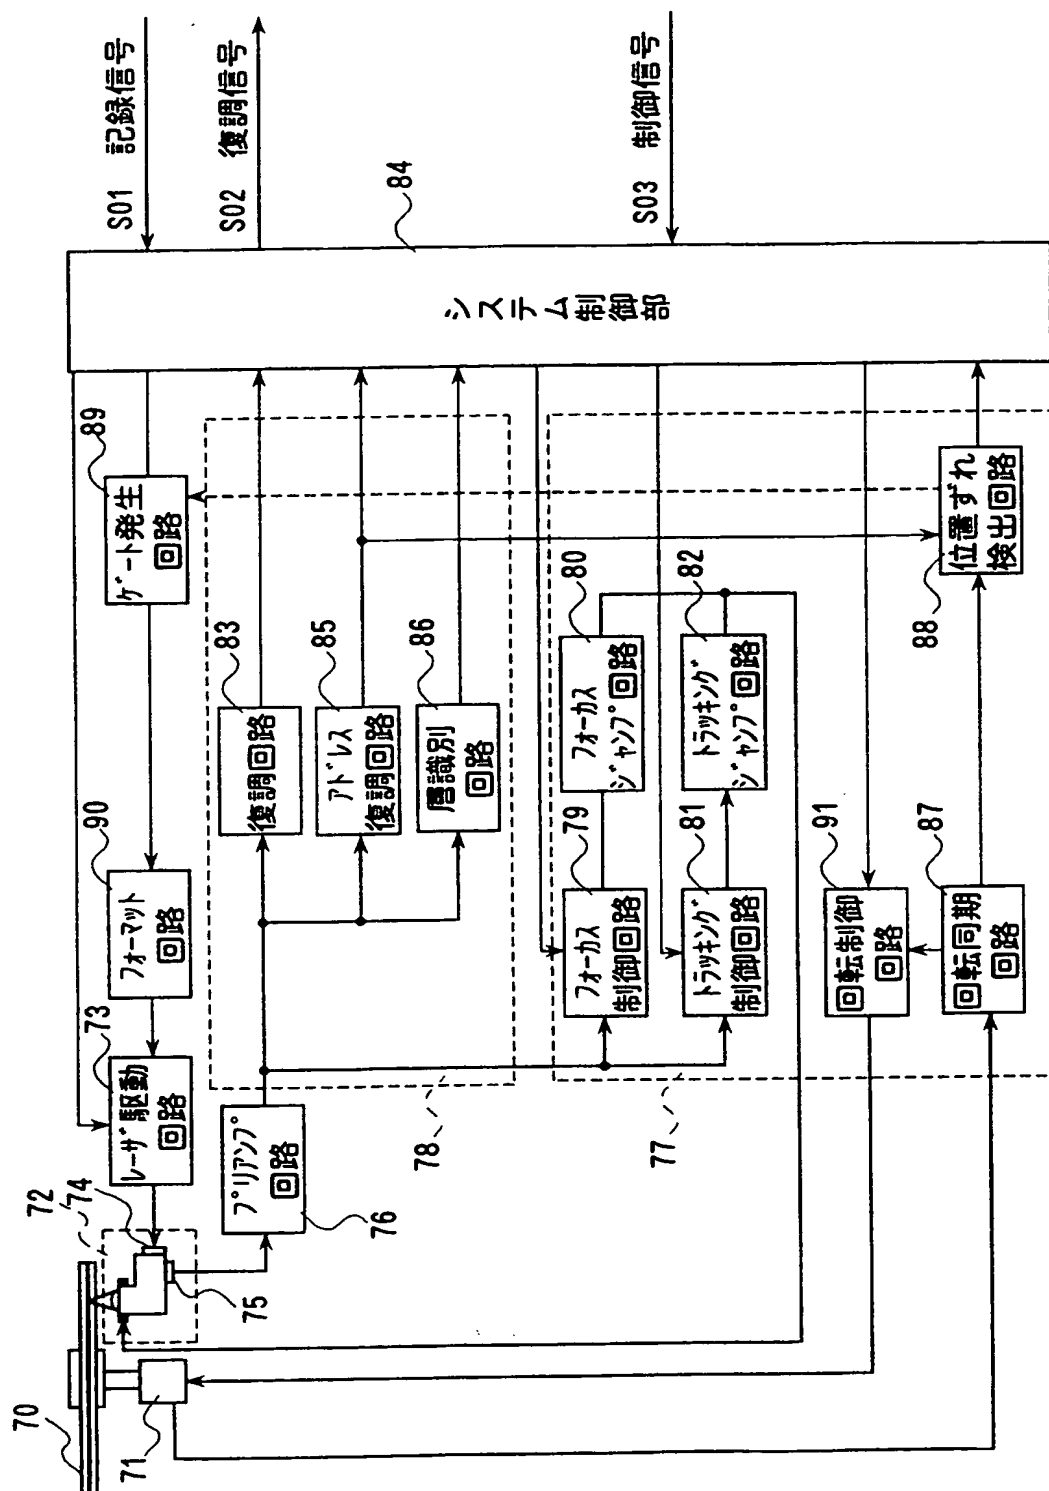 S01 記録信号
S02 復調信号
S03 制御信号
84
システム制御部
89
ゲート発生
回路
90
フォーマット
回路
73
レーザ駆動
回路
72
74
75
70
71
プリアンプ
回路
76
83
復調回路
85
アドレス
復調回路
86
層識別
回路
78
80
フォーカス
ジャンプ回路
79
フォーカス
制御回路
82
トラッキング
ジャンプ回路
81
トラッキング
制御回路
77
91
回転制御
回路
87
回転同期
回路
88
位置ずれ
検出回路